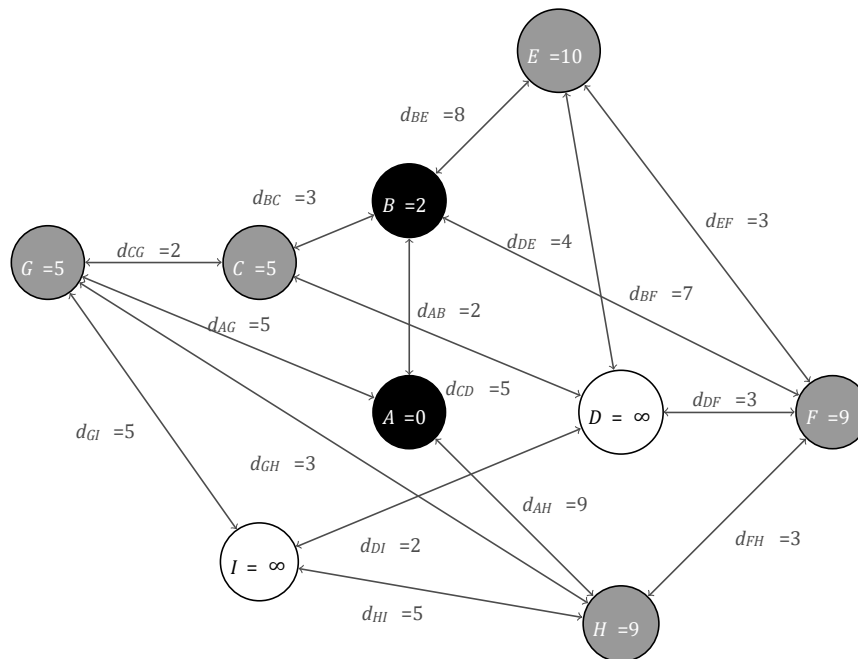 E =10
d_BE =8
d_BC =3
B =2
d_EF =3
d_DE =4
d_CG =2
G =5
C =5
d_BF =7
d_AG =5
d_AB =2
d_CD =5
d_DF =3
A =0
D = ∞
F =9
d_GI =5
d_GH =3
d_AH =9
d_FH =3
d_DI =2
I = ∞
d_HI =5
H =9